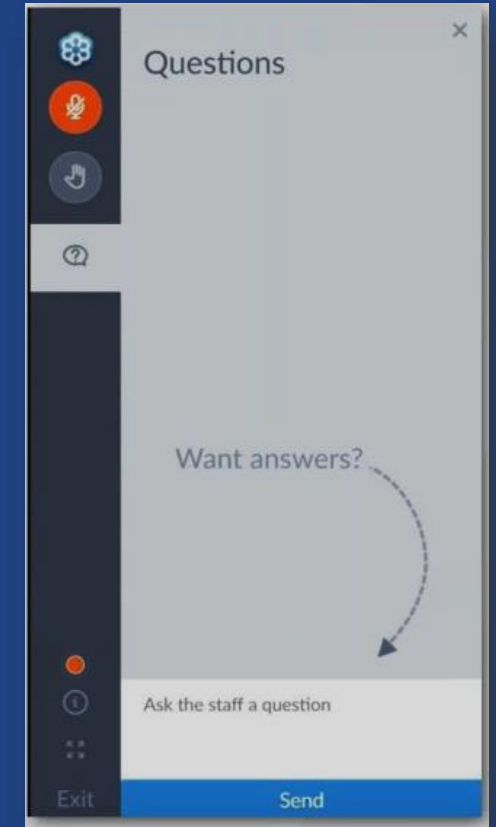 Questions
Want answers?
Ask the staff a question
Exit
Send